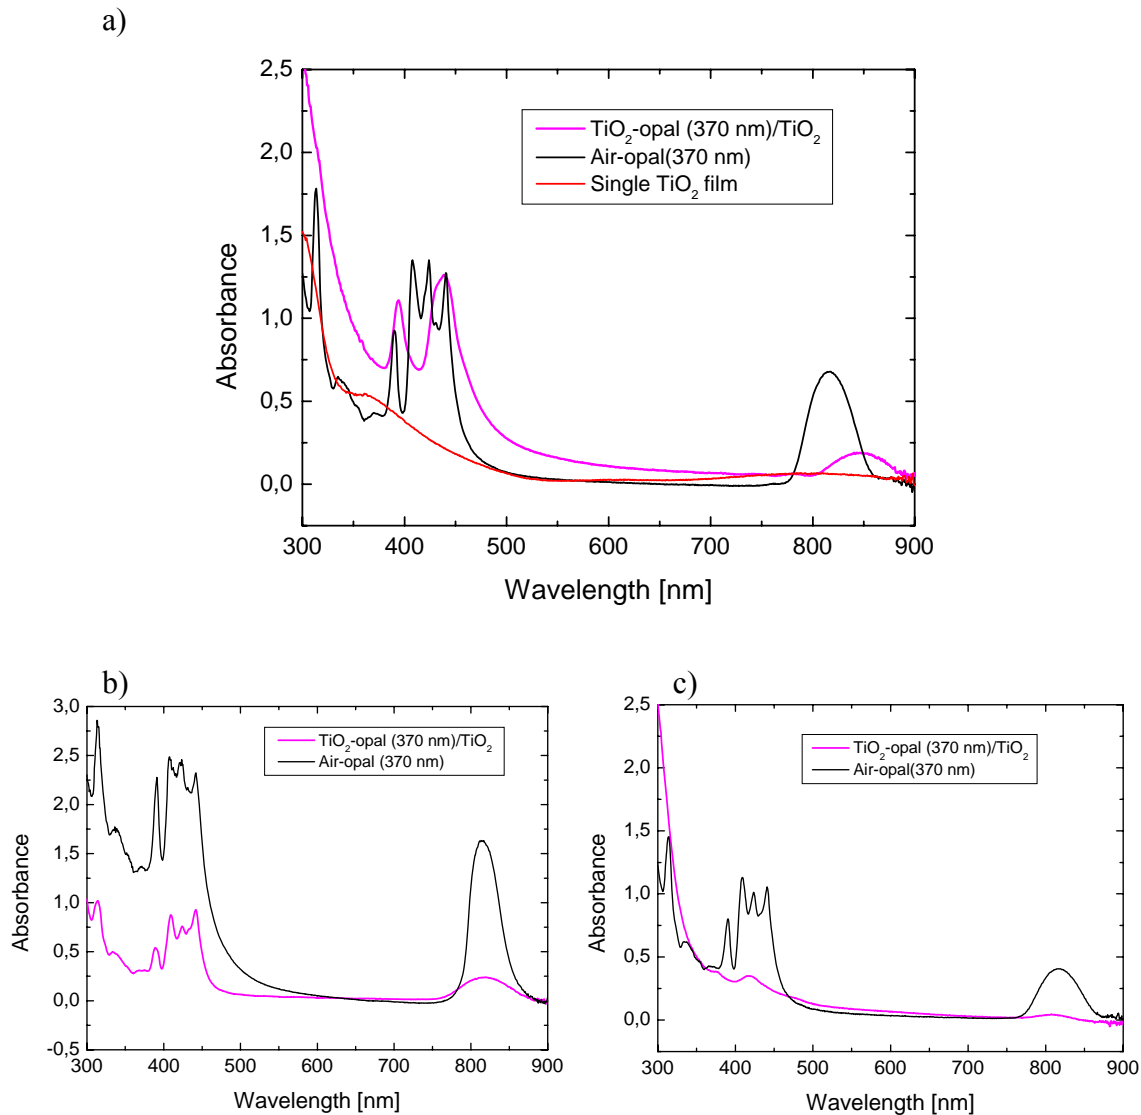 a)
2,5
2,0
1,5
1,0
0,5
0,0
Absorbance
TiO2-opal (370 nm)/TiO2
Air-opal(370 nm)
Single TiO2 film
300 400 500 600 700 800 900
Wavelength [nm]
b)
3,0
2,5
2,0
1,5
1,0
0,5
0,0
-0,5
Absorbance
TiO2-opal (370 nm)/TiO2
Air-opal (370 nm)
300 400 500 600 700 800 900
Wavelength [nm]
c)
2,5
2,0
1,5
1,0
0,5
0,0
Absorbance
TiO2-opal (370 nm)/TiO2
Air-opal(370 nm)
300 400 500 600 700 800 900
Wavelength [nm]